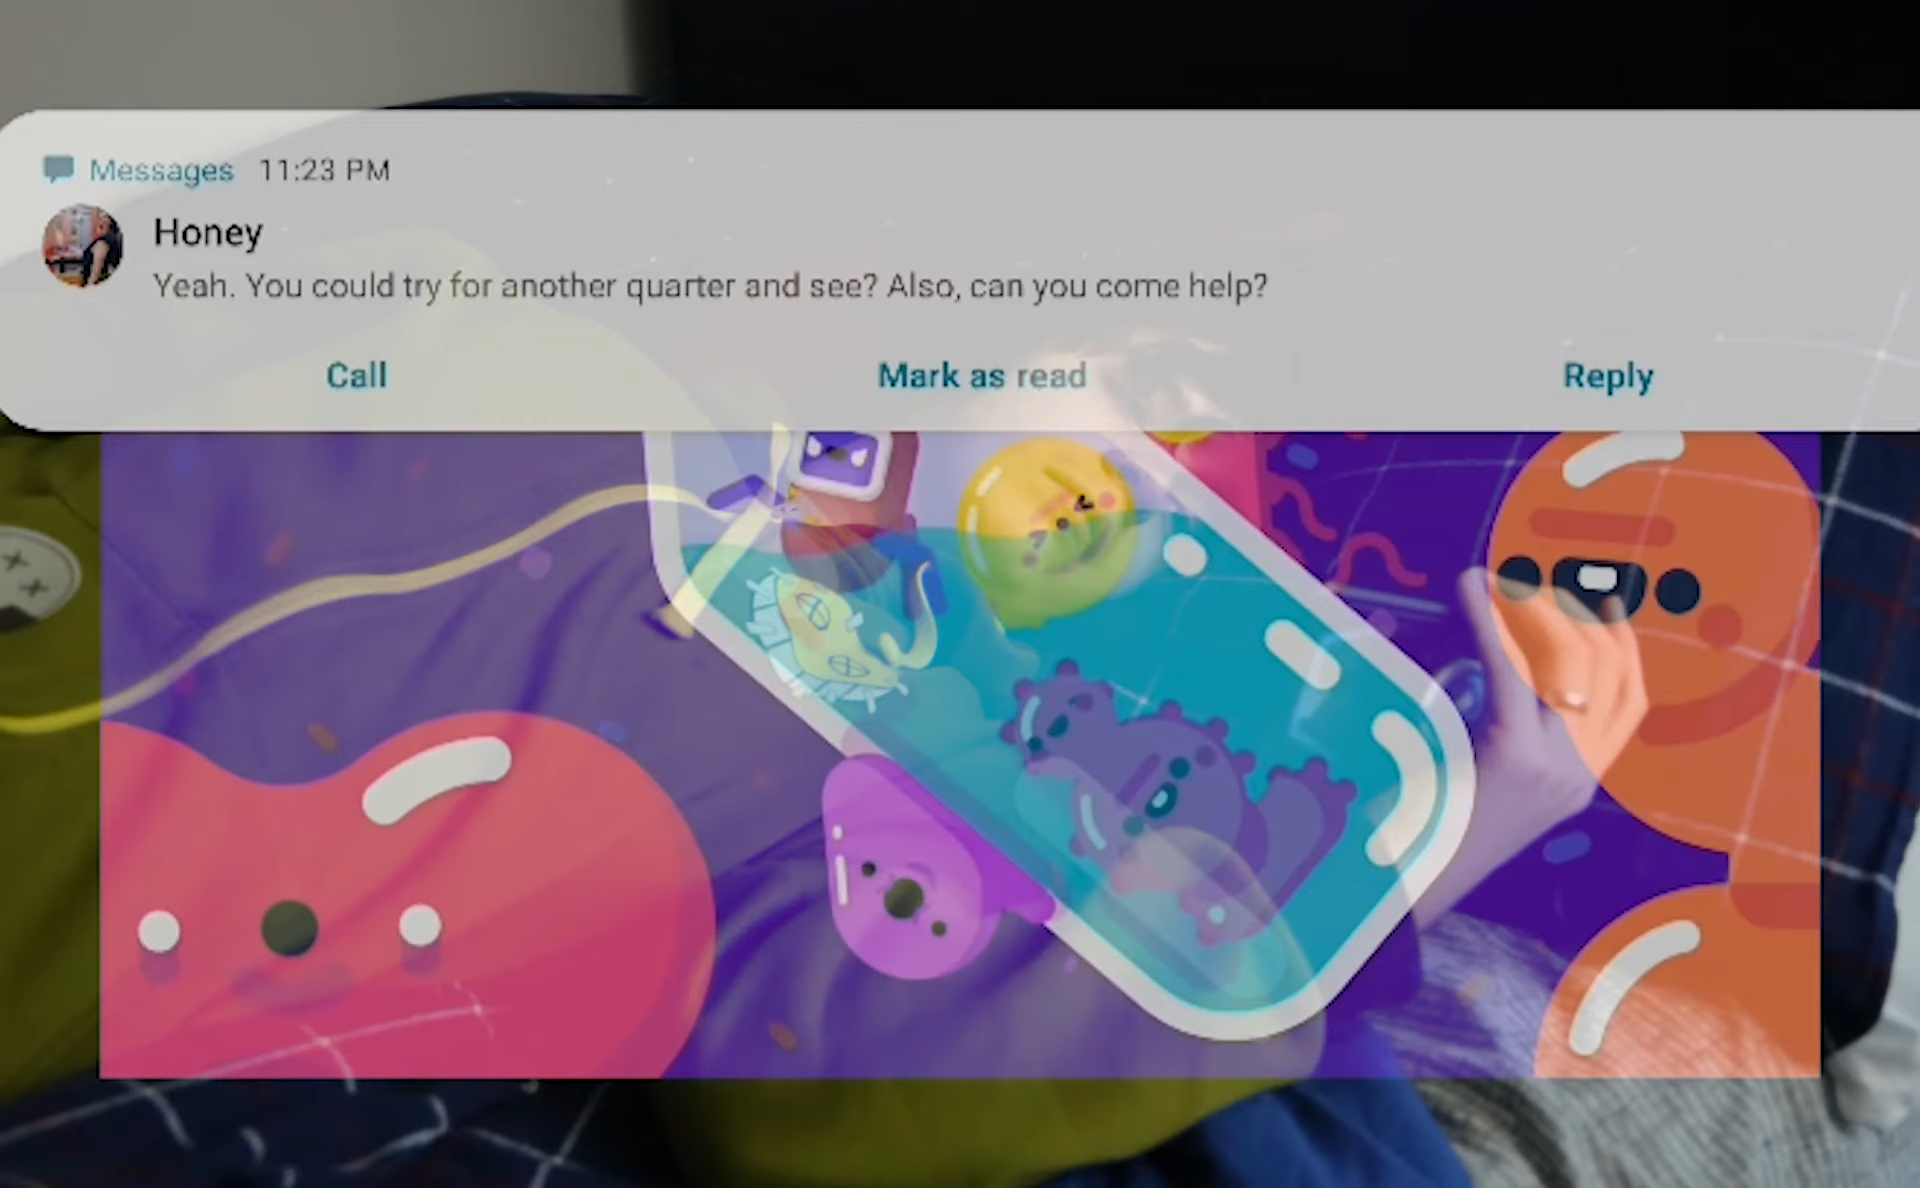 Messages 11:23 PM
Honey
Yeah. You could try for another quarter and see? Also, can you come help?
Call Mark as read Reply